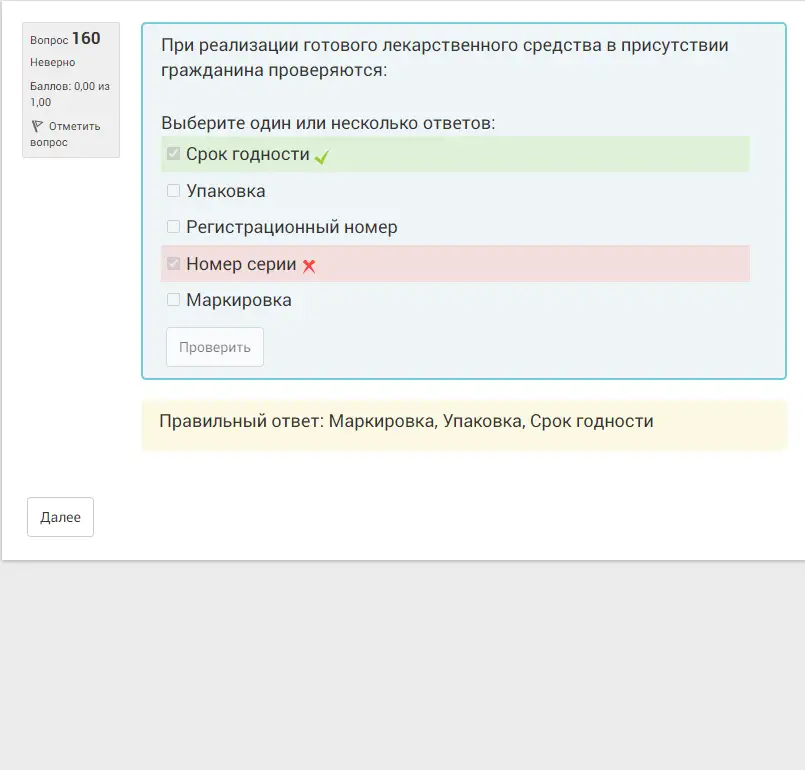 Вопрос 160
Неверно
Баллов: 0,00 из
1,00
Отметить
вопрос
При реализации готового лекарственного средства в присутствии
гражданина проверяются:
Выберите один или несколько ответов:
Срок годности
Упаковка
Регистрационный номер
Номер серии
Маркировка
Проверить
Правильный ответ: Маркировка, Упаковка, Срок годности
Далее